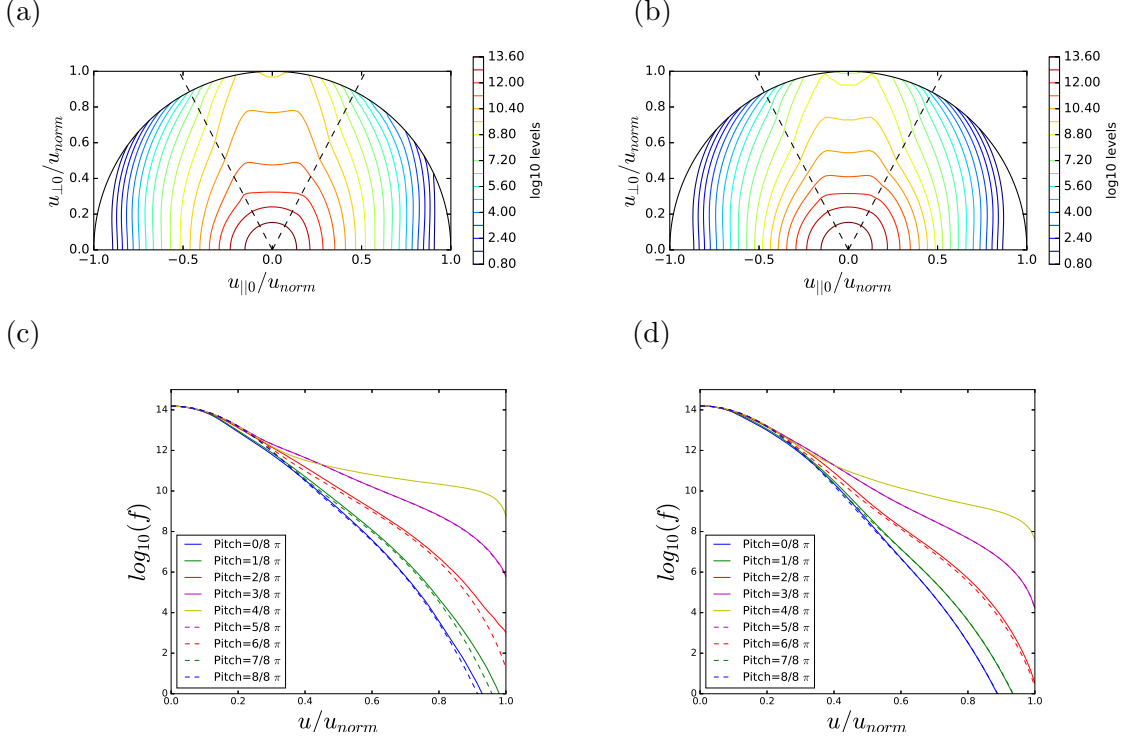 (a)
(b)
1.0
0.8
0.6
0.4
0.2
0.0
u⊥0/u_norm
−1.0
−0.5
0.0
0.5
1.0
u||0/u_norm
13.60
12.00
10.40
8.80
7.20
5.60
4.00
2.40
0.80
log10 levels
1.0
0.8
0.6
0.4
0.2
0.0
u⊥0/u_norm
−1.0
−0.5
0.0
0.5
1.0
u||0/u_norm
13.60
12.00
10.40
8.80
7.20
5.60
4.00
2.40
0.80
log10 levels
(c)
(d)
14
12
10
8
6
4
2
0
log10(f)
Pitch=0/8 π
Pitch=1/8 π
Pitch=2/8 π
Pitch=3/8 π
Pitch=4/8 π
Pitch=5/8 π
Pitch=6/8 π
Pitch=7/8 π
Pitch=8/8 π
0.0
0.2
0.4
0.6
0.8
1.0
u/u_norm
14
12
10
8
6
4
2
0
log10(f)
Pitch=0/8 π
Pitch=1/8 π
Pitch=2/8 π
Pitch=3/8 π
Pitch=4/8 π
Pitch=5/8 π
Pitch=6/8 π
Pitch=7/8 π
Pitch=8/8 π
0.0
0.2
0.4
0.6
0.8
1.0
u/u_norm